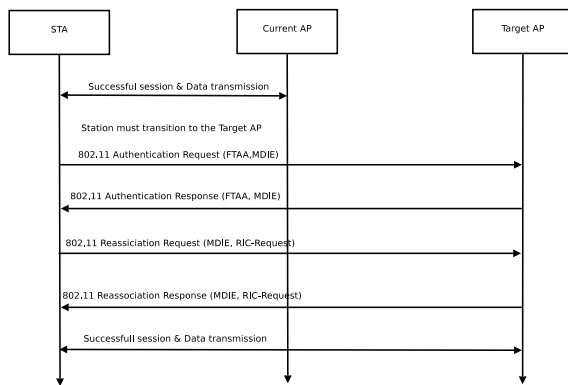 STA
Current AP
Target AP
Successful session & Data transmission
Station must transition to the Target AP
802.11 Authentication Request (FTAA,MDIE)
802.11 Authentication Response (FTAA, MDIE)
802.11 Reassiciation Request (MDIE, RIC-Request)
802.11 Reassociation Response (MDIE, RIC-Request)
Successfull session & Data transmission